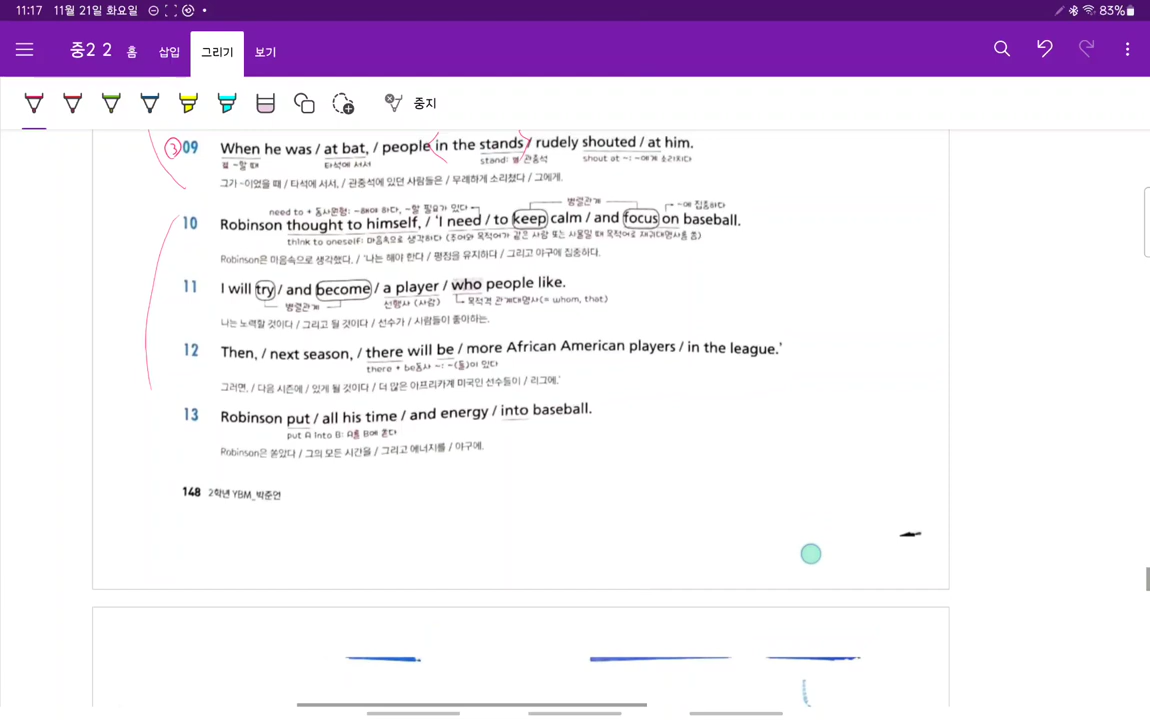 11:17 11월 21일 화요일
83%
중2 2 홈 삽입 그리기 보기
중지
③ 09 When he was / at bat, / people in the stands / rudely shouted / at him.
타석에 서서 stand: 몡 관중석 shout at ~: ~에게 소리치다
그가 ~이었을 때 / 타석에 서서, / 관중석에 있던 사람들은 / 무례하게 소리쳤다 / 그에게.
need to + 동사원형: ~해야 하다, ~할 필요가 있다 병렬관계 ~에 집중하다
10 Robinson thought to himself, / 'I need / to keep calm / and focus on baseball.
think to oneself: 마음속으로 생각하다 (주어와 목적어가 같은 사람 또는 사물일 때 목적어로 재귀대명사를 씀)
Robinson은 마음속으로 생각했다, / '나는 해야 한다 / 평정을 유지하다 / 그리고 야구에 집중하다.
11 I will try / and become / a player / who people like.
병렬관계 선행사 (사람) 목적격 관계대명사(= whom, that)
나는 노력할 것이다 / 그리고 될 것이다 / 선수가 / 사람들이 좋아하는.
12 Then, / next season, / there will be / more African American players / in the league.'
there + be동사 ~: ~(들)이 있다
그러면, / 다음 시즌에 / 있게 될 것이다 / 더 많은 아프리카계 미국인 선수들이 / 리그에.'
13 Robinson put / all his time / and energy / into baseball.
put A into B: A를 B에 쏟다
Robinson은 쏟았다 / 그의 모든 시간을 / 그리고 에너지를 / 야구에.
148 2학년 YBM_박준언